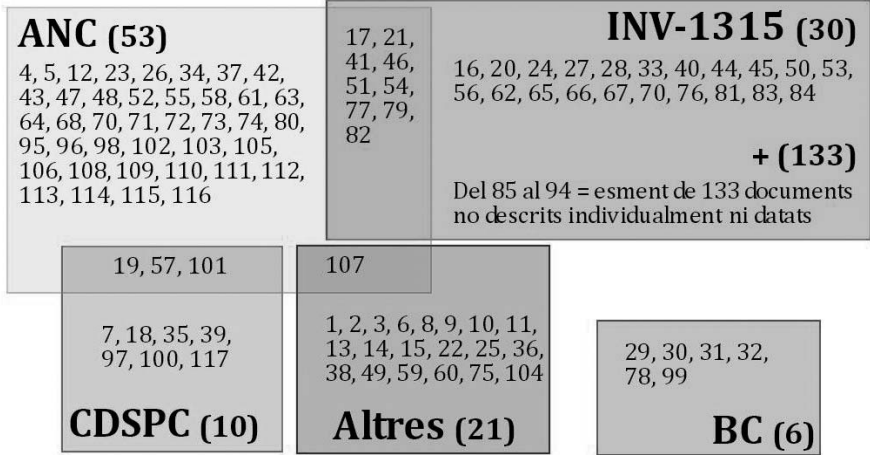 ANC (53)
4, 5, 12, 23, 26, 34, 37, 42,
43, 47, 48, 52, 55, 58, 61, 63,
64, 68, 70, 71, 72, 73, 74, 80,
95, 96, 98, 102, 103, 105,
106, 108, 109, 110, 111, 112,
113, 114, 115, 116
17, 21,
41, 46,
51, 54,
77, 79,
82
INV-1315 (30)
16, 20, 24, 27, 28, 33, 40, 44, 45, 50, 53,
56, 62, 65, 66, 67, 70, 76, 81, 83, 84
+ (133)
Del 85 al 94 = esment de 133 documents
no descrits individualment ni datats
19, 57, 101
7, 18, 35, 39,
97, 100, 117
CDSPC (10)
107
1, 2, 3, 6, 8, 9, 10, 11,
13, 14, 15, 22, 25, 36,
38, 49, 59, 60, 75, 104
Altres (21)
29, 30, 31, 32,
78, 99
BC (6)